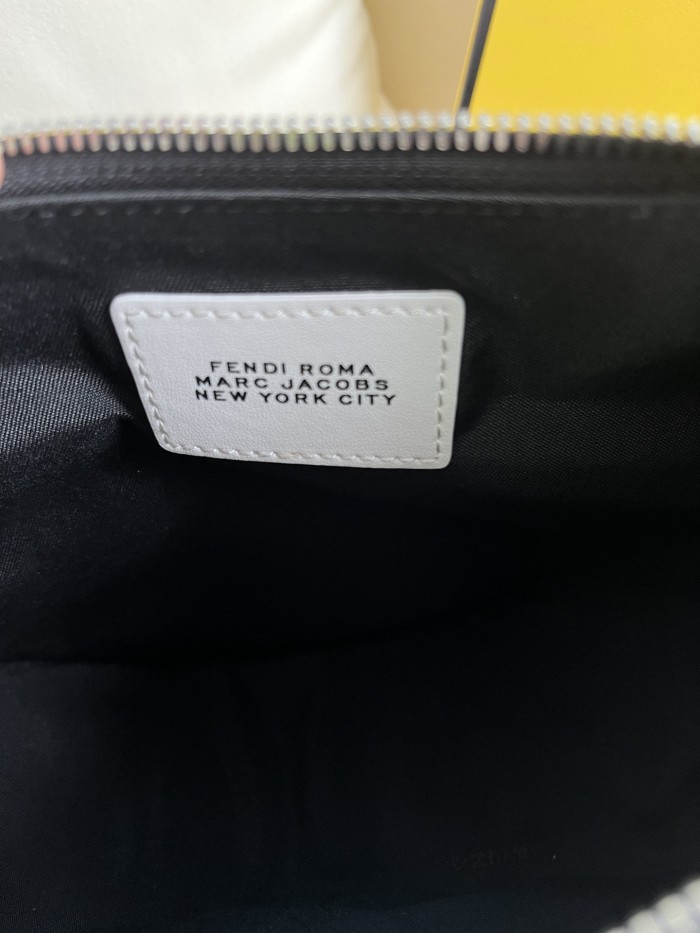 FENDI ROMA
MARC JACOBS
NEW YORK CITY